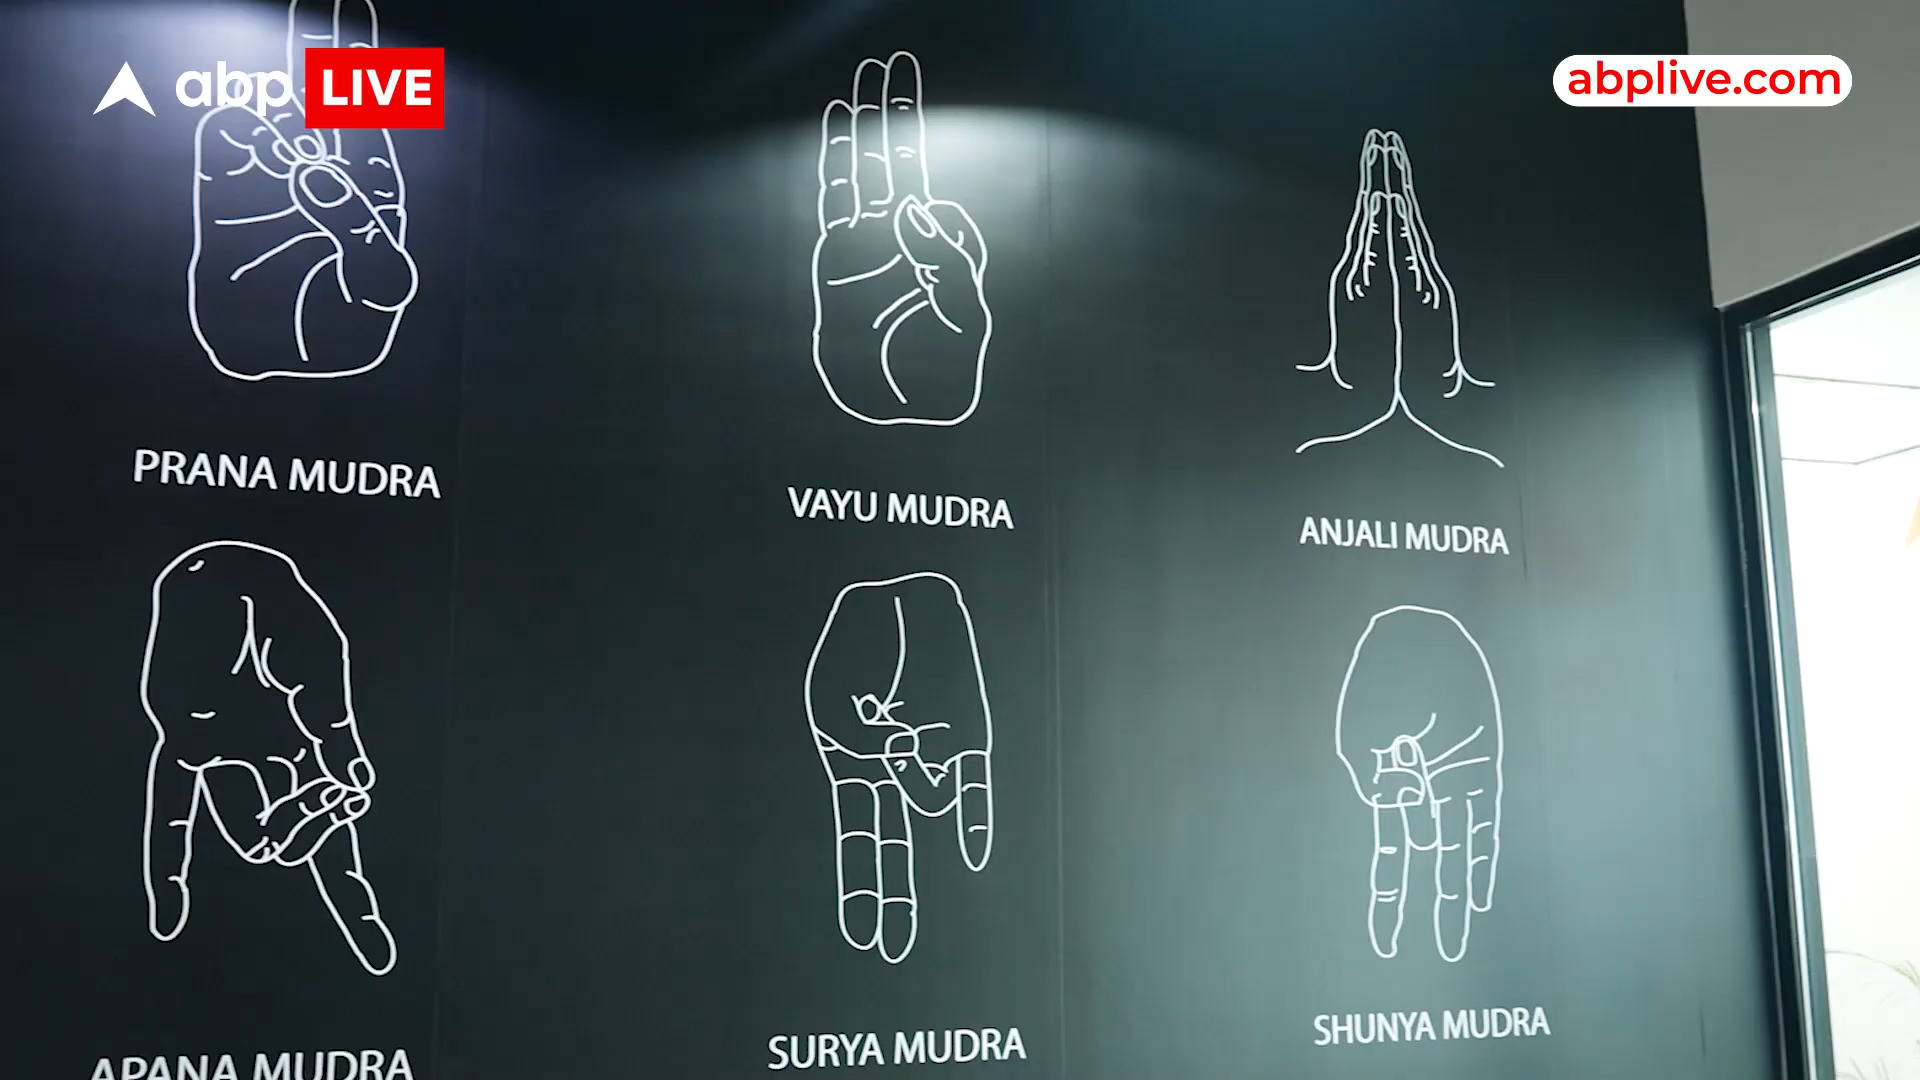 abp LIVE
abplive.com
PRANA MUDRA
VAYU MUDRA
ANJALI MUDRA
APANA MUDRA
SURYA MUDRA
SHUNYA MUDRA